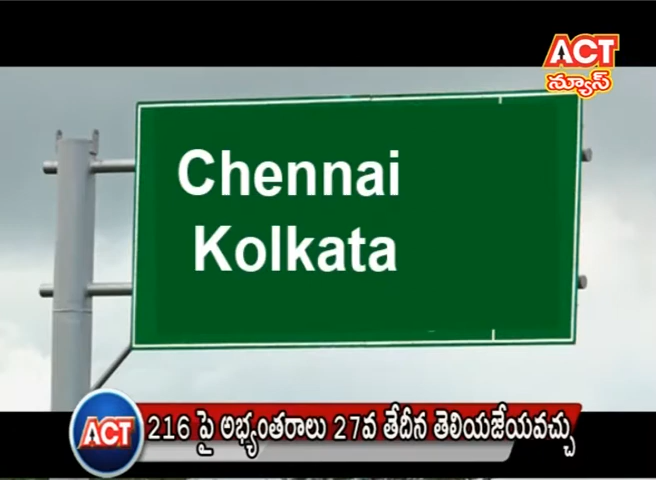 ACT
న్యూస్
Chennai
Kolkata
ACT
216 పై అభ్యంతరాలు 27వ తేదీన తెలియజేయవచ్చు